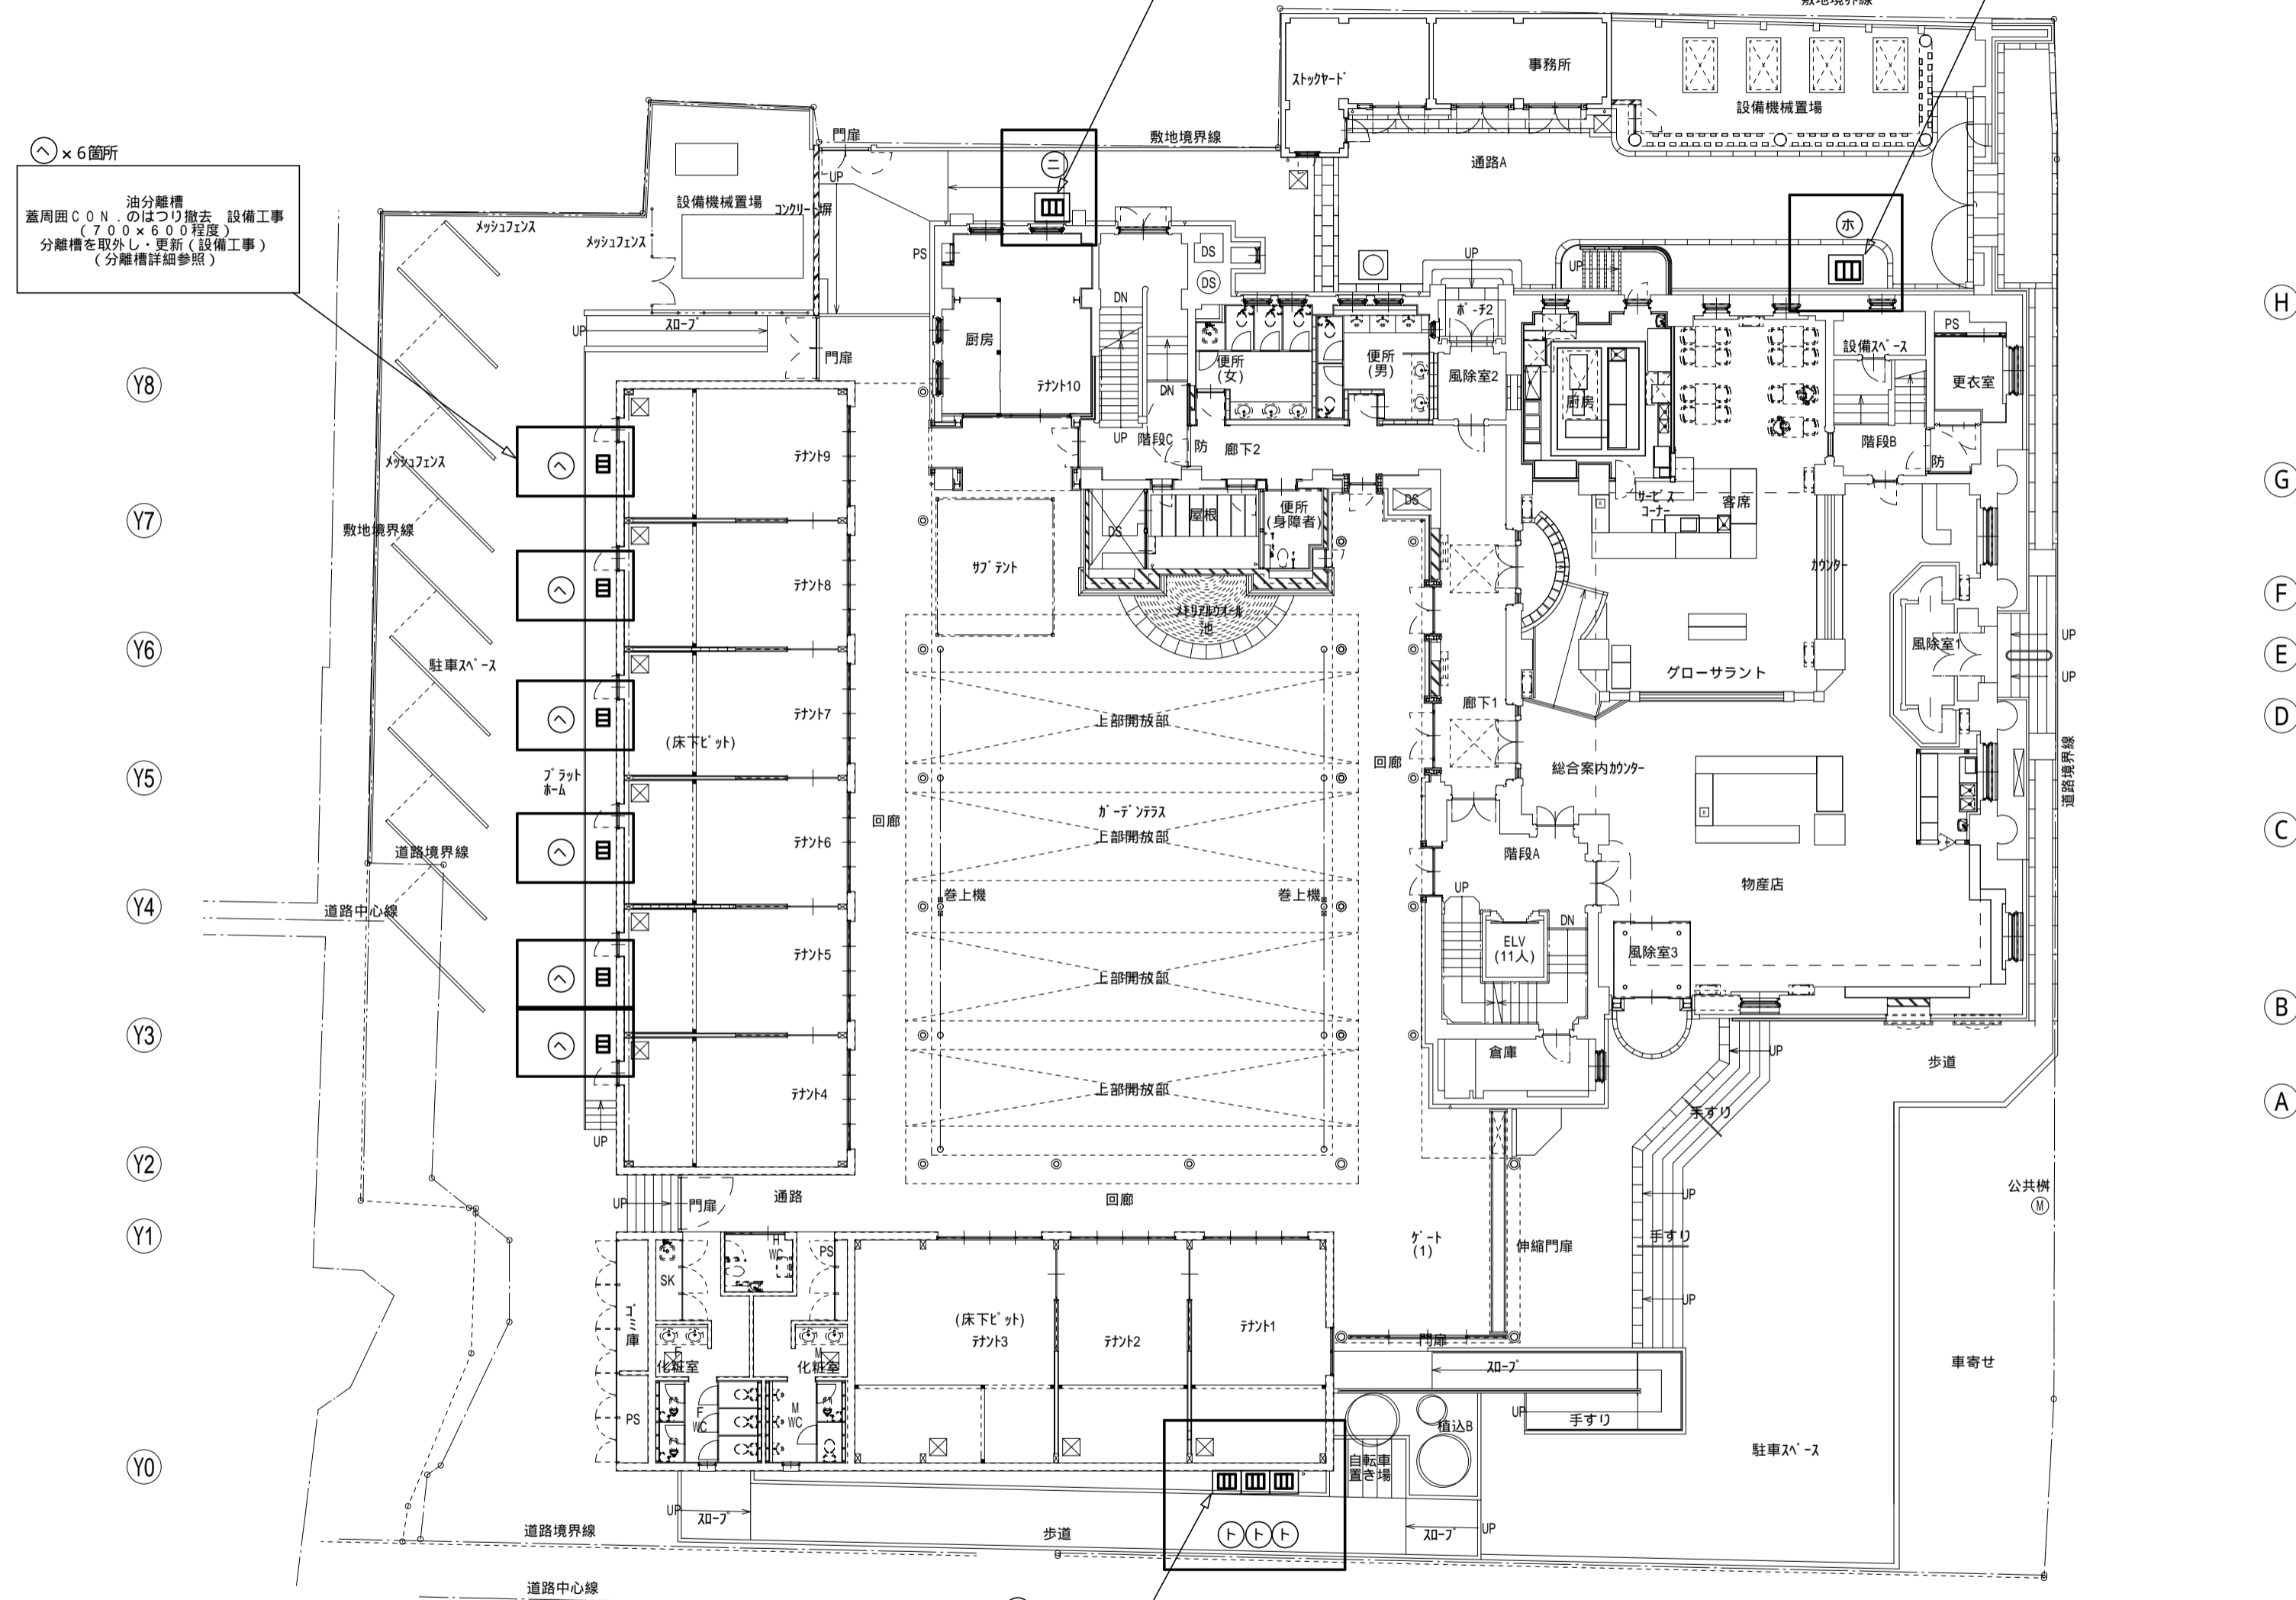 敷地境界線
ストックヤード
事務所
設備機械置場
通路A
㋭
㋥
門扉
敷地境界線
UP
㋬×6箇所
油分離槽
蓋周囲CON.のはつり撤去 設備工事
(700×600程度)
分離槽を取外し・更新(設備工事)
(分離槽詳細参照)
メッシュフェンス
メッシュフェンス
設備機械置場
コンクリート塀
PS
DS
DS
UP
UP
UP
スロープ
門扉
厨房
テナント10
DN
DN
UP
階段C
防
廊下2
便所
(女)
便所
(男)
ポーチ2
風除室2
厨房
設備スペース
PS
更衣室
階段B
防
H
G
F
E
D
C
B
A
Y8
Y7
Y6
Y5
Y4
Y3
Y2
Y1
Y0
メッシュフェンス
敷地境界線
駐車スペース
道路境界線
道路中心線
㋬
㋬
㋬
㋬
㋬
㋬
プラット
ホーム
(床下ピット)
テナント9
テナント8
テナント7
テナント6
テナント5
テナント4
UP
サブテント
DS
屋根
便所
(身障者)
DS
メモリアルウォール
池
サービス
コーナー
客席
カウンター
グローサラント
風除室1
UP
UP
道路境界線
廊下1
上部開放部
回廊
回廊
ガーデンテラス
上部開放部
巻上機
巻上機
上部開放部
上部開放部
総合案内カウンター
階段A
物産店
UP
DN
ELV
(11人)
風除室3
倉庫
UP
歩道
手すり
UP
手すり
UP
公共桝
M
UP
門扉
通路
回廊
ゲート
(1)
伸縮門扉
SK
H
WC
PS
ゴミ庫
F
化粧室
M
化粧室
PS
F
WC
M
WC
(床下ピット)
テナント3
テナント2
テナント1
門扉
スロープ
UP
手すり
植込B
自転車
置き場
車寄せ
駐車スペース
UP
スロープ
歩道
㋣㋣㋣
スロープ
UP
道路境界線
道路中心線